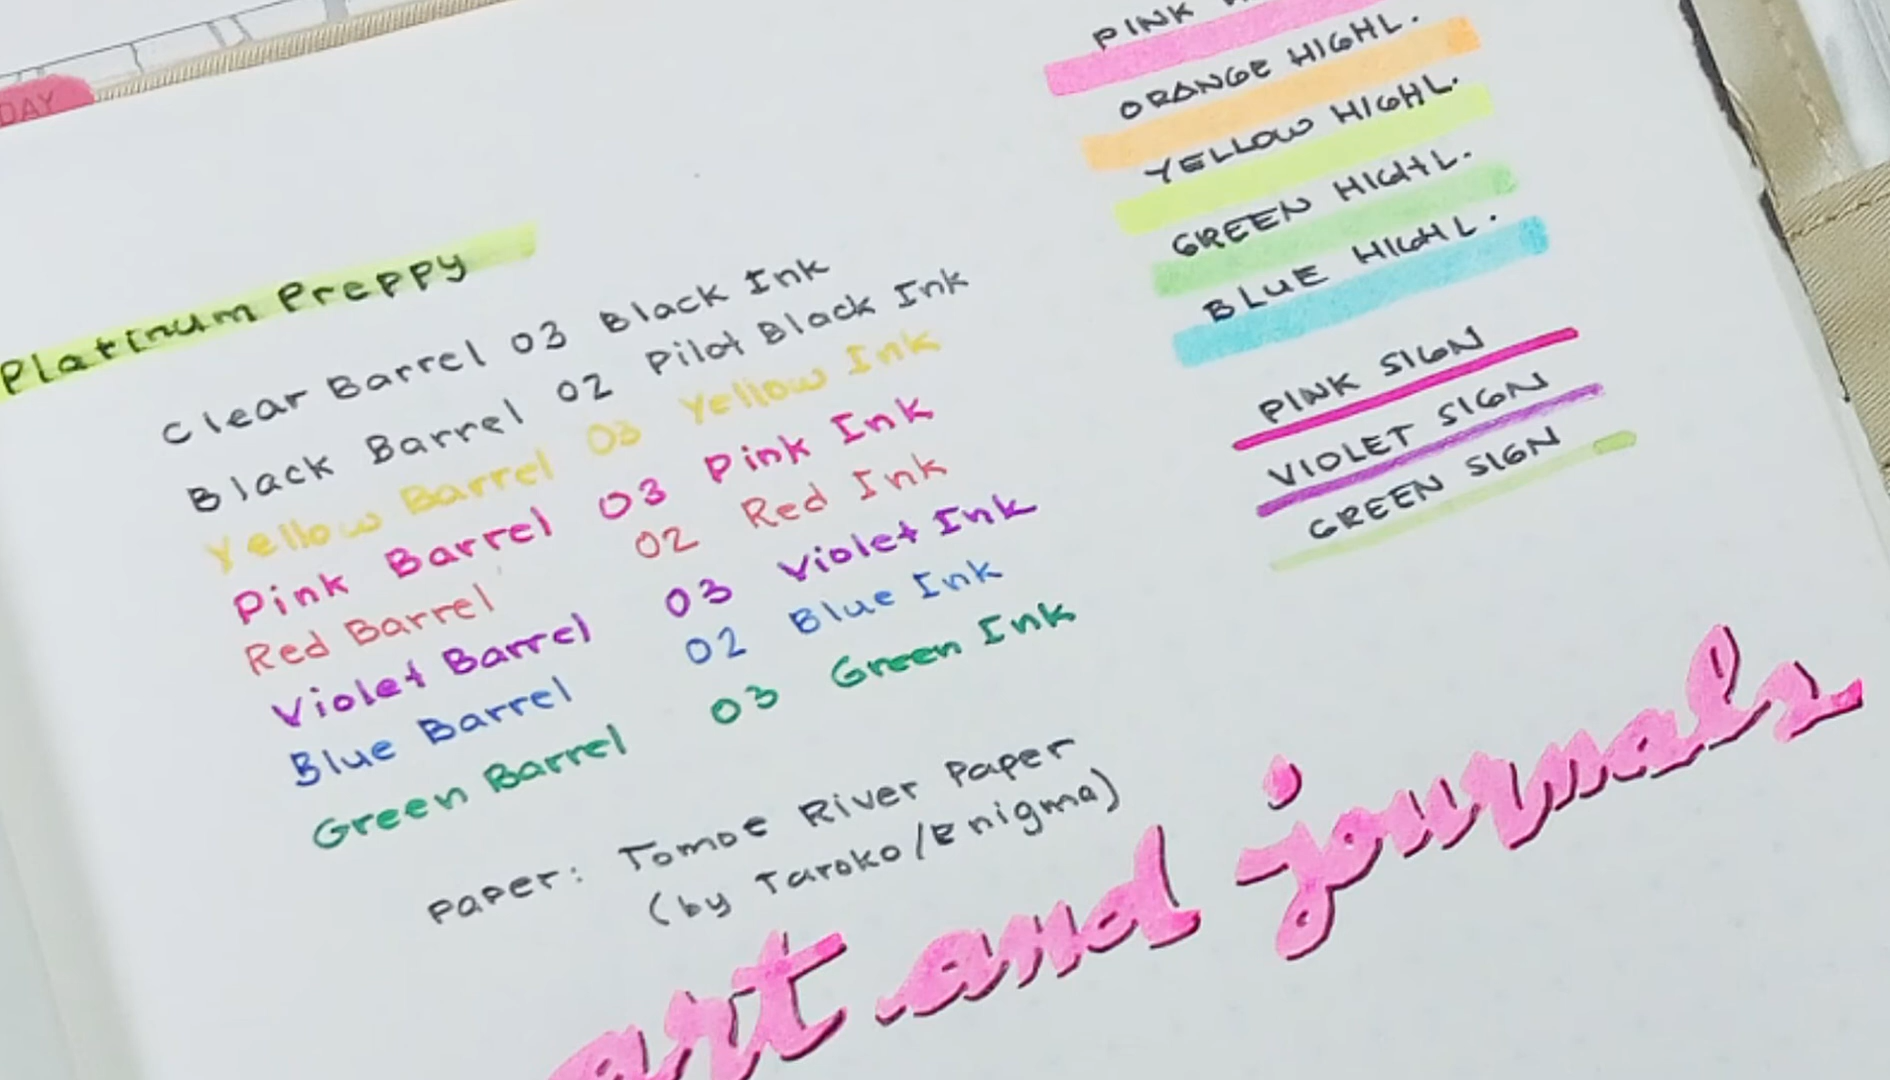 DAY
Platinum Preppy
Clear Barrel 03 Black Ink
Black Barrel 02 Pilot Black Ink
Yellow Barrel 03 Yellow Ink
Pink Barrel 03 Pink Ink
Red Barrel 02 Red Ink
Violet Barrel 03 Violet Ink
Blue Barrel 02 Blue Ink
Green Barrel 03 Green Ink
Paper: Tomoe River Paper
(by Taroko/Enigma)
PINK
ORANGE HIGHL.
YELLOW HIGHL.
GREEN HIGHL.
BLUE HIGHL.
PINK SIGN
VIOLET SIGN
GREEN SIGN
art and journals